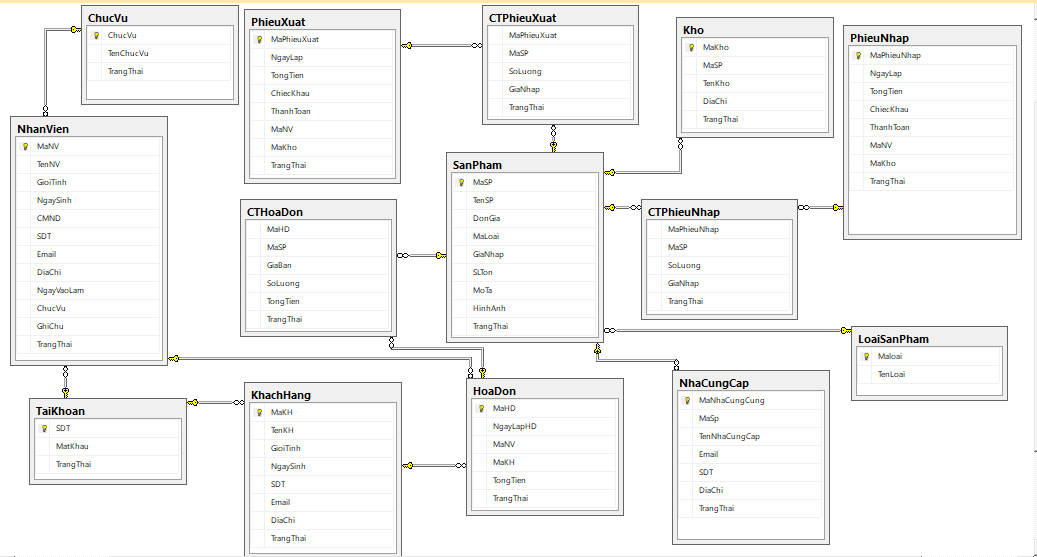 ChucVu
ChucVu
TenChucVu
TrangThai
PhieuXuat
MaPhieuXuat
NgayLap
TongTien
ChiecKhau
ThanhToan
MaNV
MaKho
TrangThai
CTPhieuXuat
MaPhieuXuat
MaSP
SoLuong
GiaNhap
TrangThai
Kho
MaKho
MaSP
TenKho
DiaChi
TrangThai
PhieuNhap
MaPhieuNhap
NgayLap
TongTien
ChiecKhau
ThanhToan
MaNV
MaKho
TrangThai
NhanVien
MaNV
TenNV
GioiTinh
NgaySinh
CMND
SDT
Email
DiaChi
NgayVaoLam
ChucVu
GhiChu
TrangThai
CTHoaDon
MaHD
MaSP
GiaBan
SoLuong
TongTien
TrangThai
SanPham
MaSP
TenSP
DonGia
MaLoai
GiaNhap
SLTon
MoTa
HinhAnh
TrangThai
CTPhieuNhap
MaPhieuNhap
MaSP
SoLuong
GiaNhap
TrangThai
LoaiSanPham
Maloai
TenLoai
TaiKhoan
SDT
MatKhau
TrangThai
KhachHang
MaKH
TenKH
GioiTinh
NgaySinh
SDT
Email
DiaChi
TrangThai
HoaDon
MaHD
NgayLapHD
MaNV
MaKH
TongTien
TrangThai
NhaCungCap
MaNhaCungCung
MaSp
TenNhaCungCap
Email
SDT
DiaChi
TrangThai